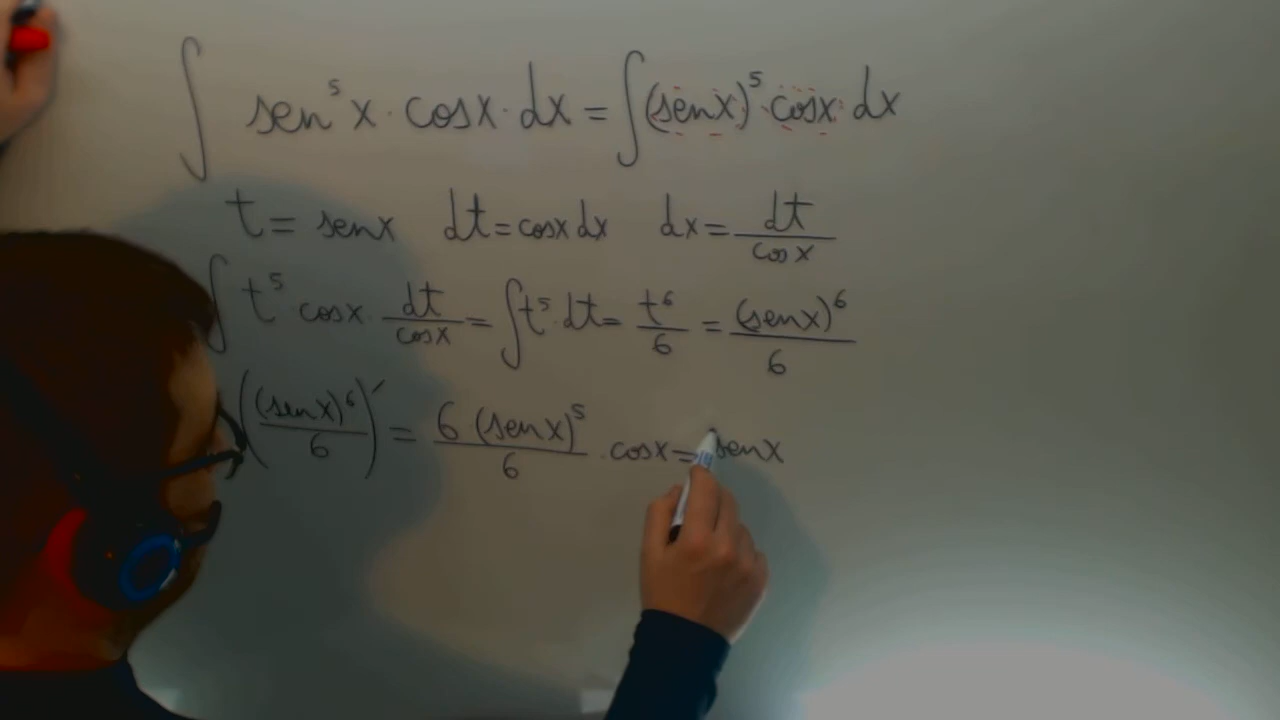 ∫ sen⁵x · cosx · dx = ∫(senx)⁵ · cosx · dx
t = senx dt = cosx dx dx = dt/cosx
∫ t⁵ cosx · dt/cosx = ∫t⁵ · dt = t⁶/6 = (senx)⁶/6
((senx)⁶/6)′ = 6 (senx)⁵/6 · cosx = senx